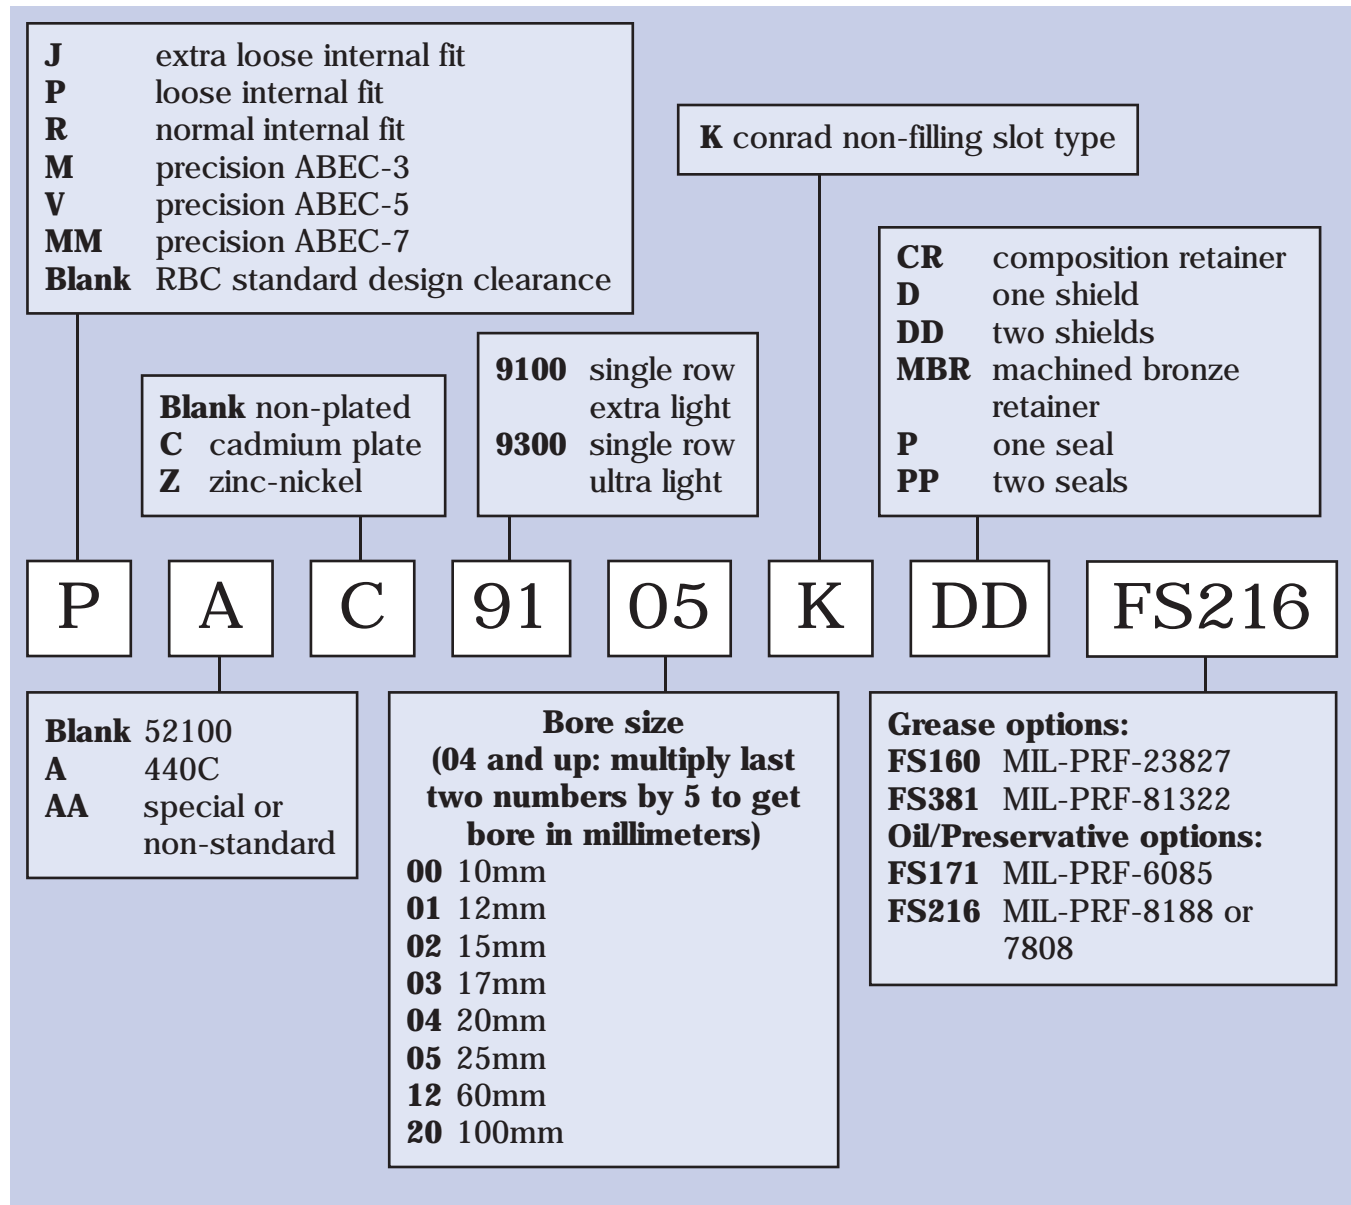 J extra loose internal fit
P loose internal fit
R normal internal fit
M precision ABEC-3
V precision ABEC-5
MM precision ABEC-7
Blank RBC standard design clearance
K conrad non-filling slot type
CR composition retainer
D one shield
DD two shields
MBR machined bronze
retainer
P one seal
PP two seals
9100 single row
extra light
9300 single row
ultra light
Blank non-plated
C cadmium plate
Z zinc-nickel
P A C 91 05 K DD FS216
Blank 52100
A 440C
AA special or
non-standard
Bore size
(04 and up: multiply last
two numbers by 5 to get
bore in millimeters)
00 10mm
01 12mm
02 15mm
03 17mm
04 20mm
05 25mm
12 60mm
20 100mm
Grease options:
FS160 MIL-PRF-23827
FS381 MIL-PRF-81322
Oil/Preservative options:
FS171 MIL-PRF-6085
FS216 MIL-PRF-8188 or
7808